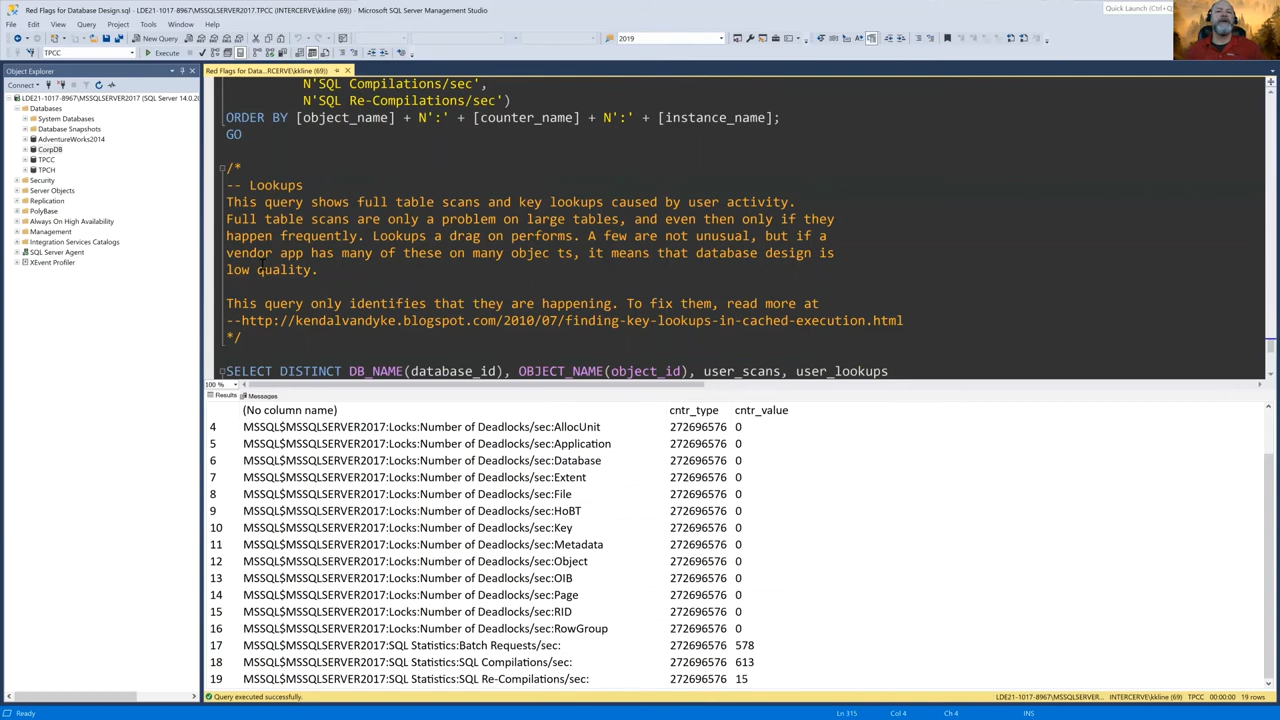 Red Flags for Database Design.sql - LDE21-1017-8967\MSSQLSERVER2017.TPCC (INTERCERVE\kkline (69)) - Microsoft SQL Server Management Studio
Quick Launch (Ctrl+
File Edit View Query Project Tools Window Help
New Query
2019
TPCC
Execute
Object Explorer
Red Flags for Data...RCERVE\kkline (69))
Connect
LDE21-1017-8967\MSSQLSERVER2017 (SQL Server 14.0.20
Databases
System Databases
Database Snapshots
AdventureWorks2014
CorpDB
TPCC
TPCH
Security
Server Objects
Replication
PolyBase
Always On High Availability
Management
Integration Services Catalogs
SQL Server Agent
XEvent Profiler
N'SQL Compilations/sec',
N'SQL Re-Compilations/sec')
ORDER BY [object_name] + N':' + [counter_name] + N':' + [instance_name];
GO
/*
-- Lookups
This query shows full table scans and key lookups caused by user activity.
Full table scans are only a problem on large tables, and even then only if they
happen frequently. Lookups a drag on performs. A few are not unusual, but if a
vendor app has many of these on many objec ts, it means that database design is
low quality.
This query only identifies that they are happening. To fix them, read more at
--http://kendalvandyke.blogspot.com/2010/07/finding-key-lookups-in-cached-execution.html
*/
SELECT DISTINCT DB_NAME(database_id), OBJECT_NAME(object_id), user_scans, user_lookups
100 %
Results Messages
(No column name) cntr_type cntr_value
4 MSSQL$MSSQLSERVER2017:Locks:Number of Deadlocks/sec:AllocUnit 272696576 0
5 MSSQL$MSSQLSERVER2017:Locks:Number of Deadlocks/sec:Application 272696576 0
6 MSSQL$MSSQLSERVER2017:Locks:Number of Deadlocks/sec:Database 272696576 0
7 MSSQL$MSSQLSERVER2017:Locks:Number of Deadlocks/sec:Extent 272696576 0
8 MSSQL$MSSQLSERVER2017:Locks:Number of Deadlocks/sec:File 272696576 0
9 MSSQL$MSSQLSERVER2017:Locks:Number of Deadlocks/sec:HoBT 272696576 0
10 MSSQL$MSSQLSERVER2017:Locks:Number of Deadlocks/sec:Key 272696576 0
11 MSSQL$MSSQLSERVER2017:Locks:Number of Deadlocks/sec:Metadata 272696576 0
12 MSSQL$MSSQLSERVER2017:Locks:Number of Deadlocks/sec:Object 272696576 0
13 MSSQL$MSSQLSERVER2017:Locks:Number of Deadlocks/sec:OIB 272696576 0
14 MSSQL$MSSQLSERVER2017:Locks:Number of Deadlocks/sec:Page 272696576 0
15 MSSQL$MSSQLSERVER2017:Locks:Number of Deadlocks/sec:RID 272696576 0
16 MSSQL$MSSQLSERVER2017:Locks:Number of Deadlocks/sec:RowGroup 272696576 0
17 MSSQL$MSSQLSERVER2017:SQL Statistics:Batch Requests/sec: 272696576 578
18 MSSQL$MSSQLSERVER2017:SQL Statistics:SQL Compilations/sec: 272696576 613
19 MSSQL$MSSQLSERVER2017:SQL Statistics:SQL Re-Compilations/sec: 272696576 15
Query executed successfully. LDE21-1017-8967\MSSQLSERVER... INTERCERVE\kkline (69) TPCC 00:00:00 19 rows
Ready Ln 315 Col 4 Ch 4 INS